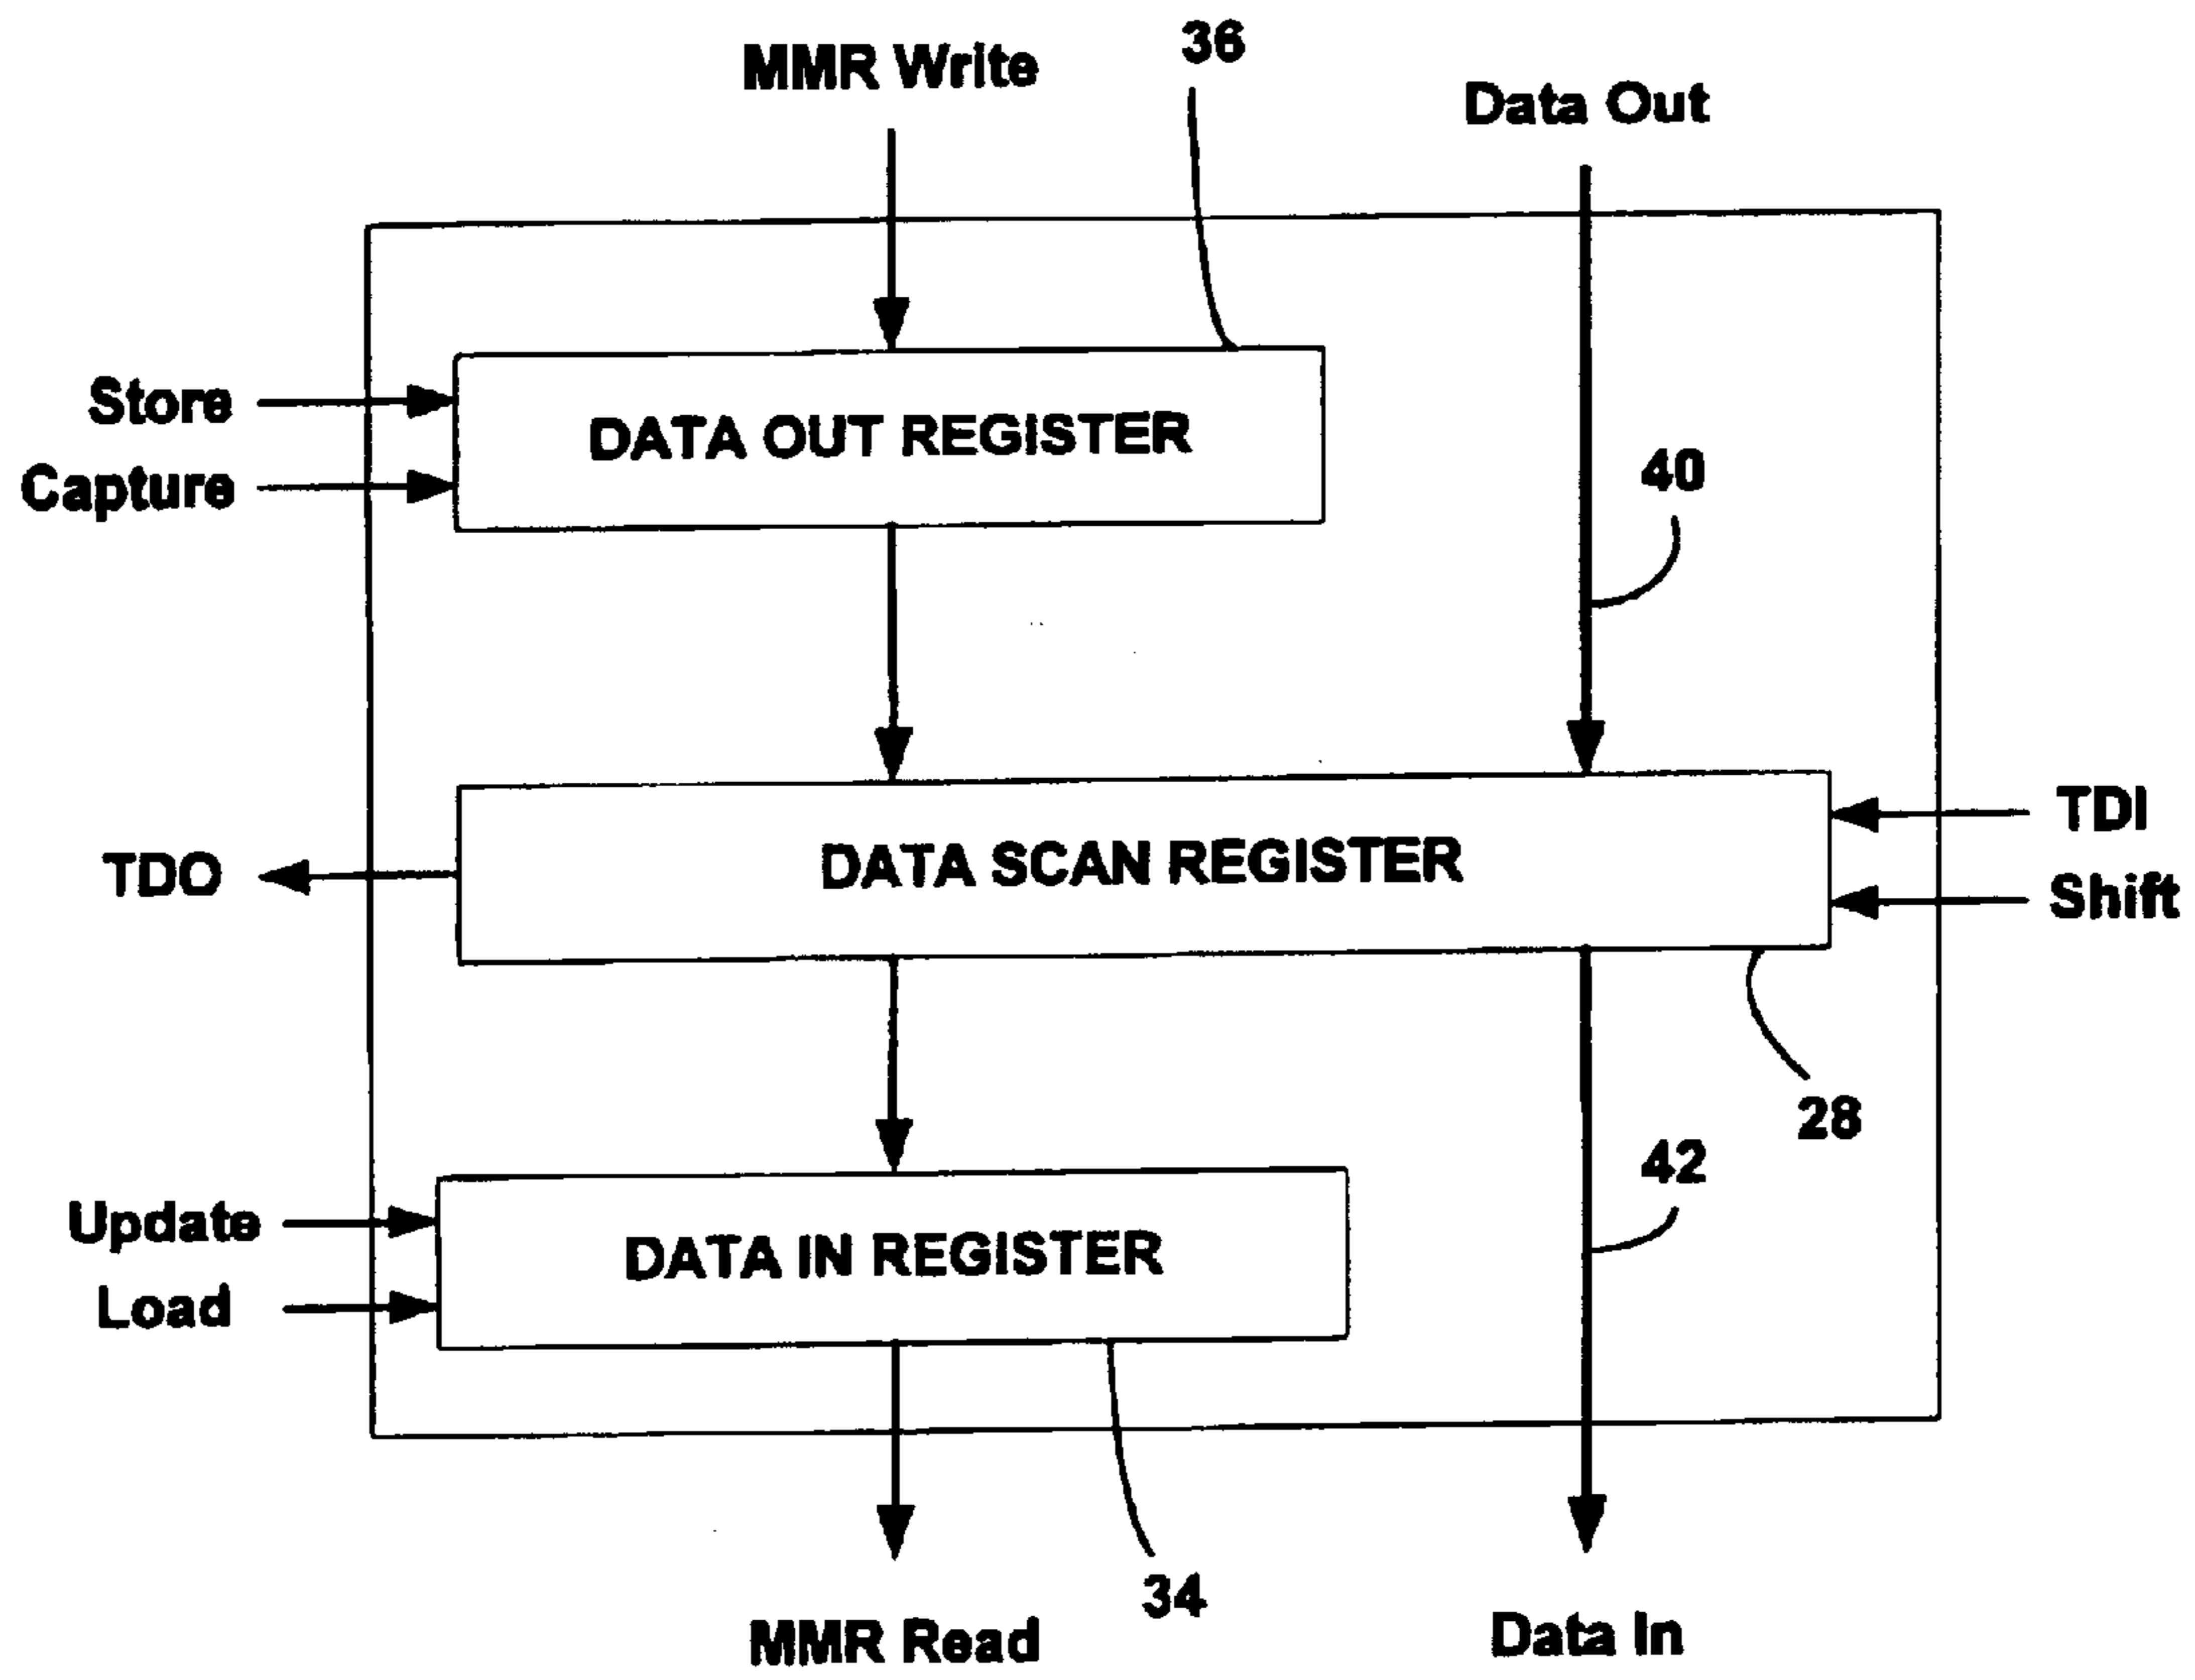 MMR Write
36
Data Out
Store
DATA OUT REGISTER
Capture
40
TDI
TDO
DATA SCAN REGISTER
Shift
28
42
Update
DATA IN REGISTER
Load
34
MMR Read
Data In